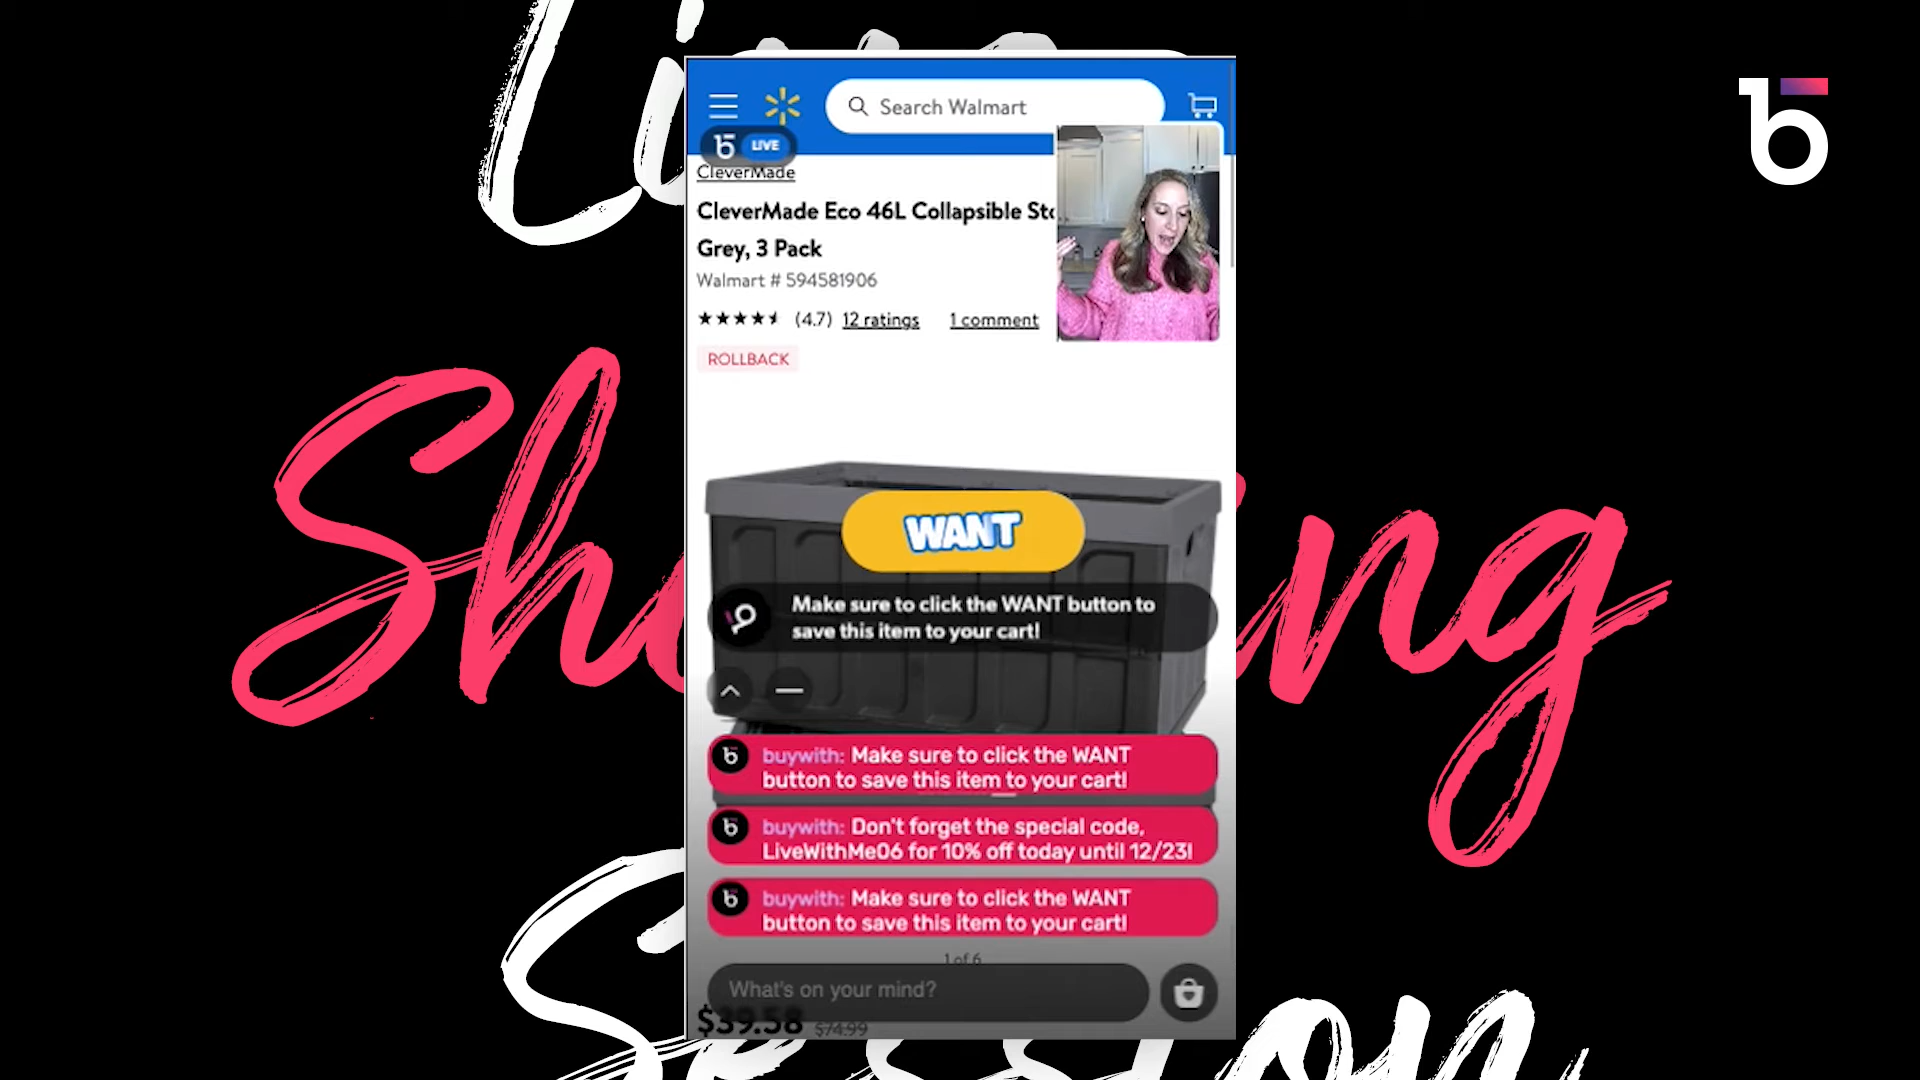 Search Walmart
LIVE
CleverMade
CleverMade Eco 46L Collapsible
Grey, 3 Pack
Walmart # 594581906
(4.7) 12 ratings 1 comment
ROLLBACK
WANT
Make sure to click the WANT button to
save this item to your cart!
buywith: Make sure to click the WANT
button to save this item to your cart!
buywith: Don't forget the special code,
LiveWithMe06 for 10% off today until 12/23!
buywith: Make sure to click the WANT
button to save this item to your cart!
1 of 6
What's on your mind?
$39.58 $74.99
Session